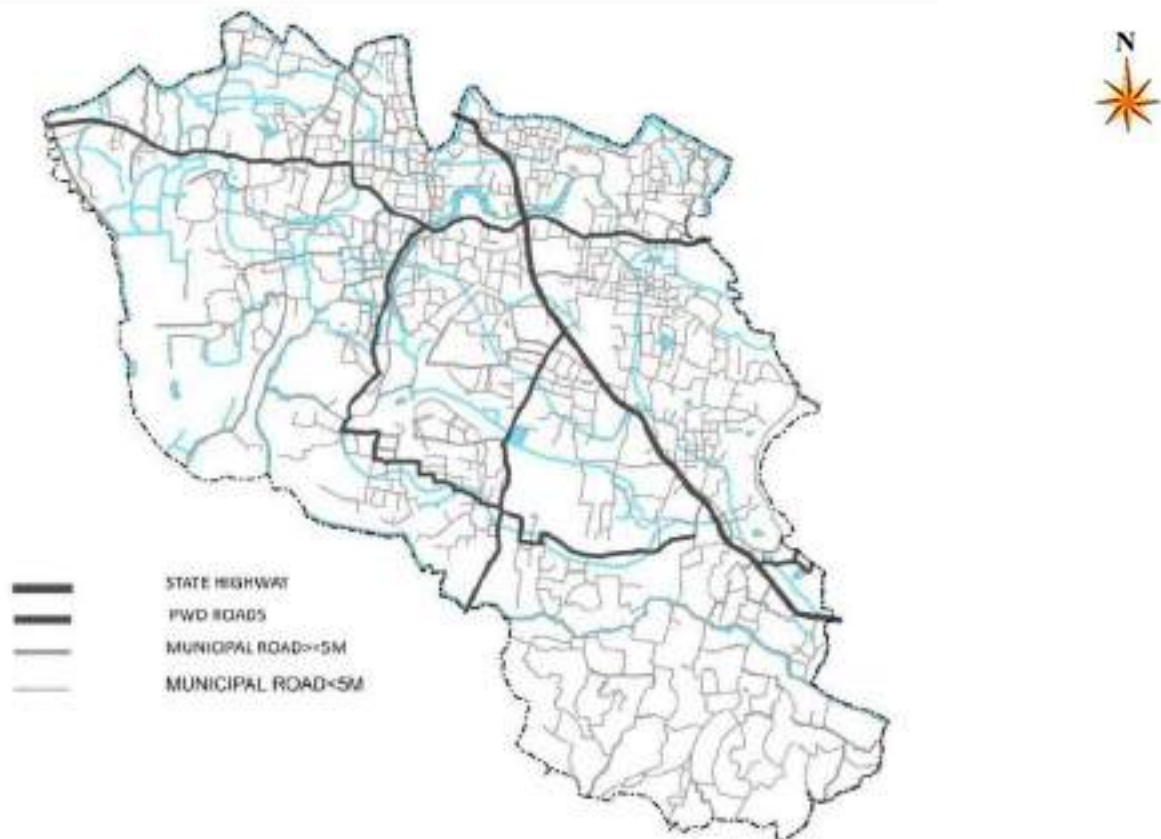 N
STATE HIGHWAY
PWD ROADS
MUNICIPAL ROAD>=5M
MUNICIPAL ROAD<5M